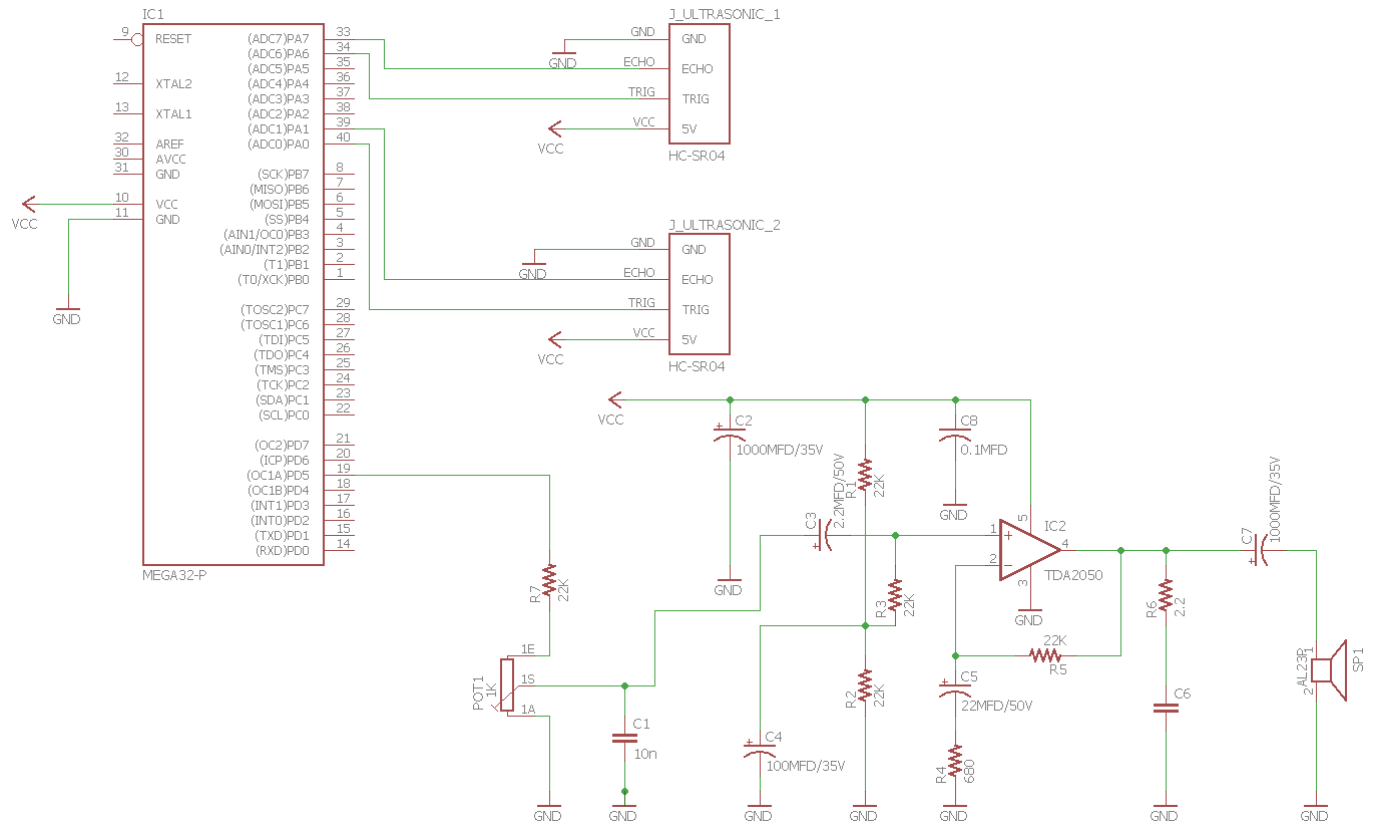 IC1
9
RESET
12
XTAL2
13
XTAL1
32
AREF
30
AVCC
31
GND
10
VCC
11
GND
VCC
GND
(ADC7)PA7 33
(ADC6)PA6 34
(ADC5)PA5 35
(ADC4)PA4 36
(ADC3)PA3 37
(ADC2)PA2 38
(ADC1)PA1 39
(ADC0)PA0 40
(SCK)PB7 8
(MISO)PB6 7
(MOSI)PB5 6
(SS)PB4 5
(AIN1/OC0)PB3 4
(AIN0/INT2)PB2 3
(T1)PB1 2
(T0/XCK)PB0 1
(TOSC2)PC7 29
(TOSC1)PC6 28
(TDI)PC5 27
(TDO)PC4 26
(TMS)PC3 25
(TCK)PC2 24
(SDA)PC1 23
(SCL)PC0 22
(OC2)PD7 21
(ICP)PD6 20
(OC1A)PD5 19
(OC1B)PD4 18
(INT1)PD3 17
(INT0)PD2 16
(TXD)PD1 15
(RXD)PD0 14
MEGA32-P
J_ULTRASONIC_1
GND GND
GND
ECHO ECHO
TRIG TRIG
VCC 5V
VCC
HC-SR04
J_ULTRASONIC_2
GND GND
GND
ECHO ECHO
TRIG TRIG
VCC 5V
VCC
HC-SR04
VCC
C2
1000MFD/35V
GND
R1
22K
C8
0.1MFD
GND
C3
2.2MFD/50V
R3
22K
1
2
5
3
4
IC2
TDA2050
GND
22K
R5
R6
2.2
C7
1000MFD/35V
R7
22K
POT1
1K
1E
1S
1A
GND
C1
10n
GND
C4
100MFD/35V
GND
R2
22K
GND
C5
22MFD/50V
R4
680
GND
C6
GND
AL23P
1
2
SP1
GND